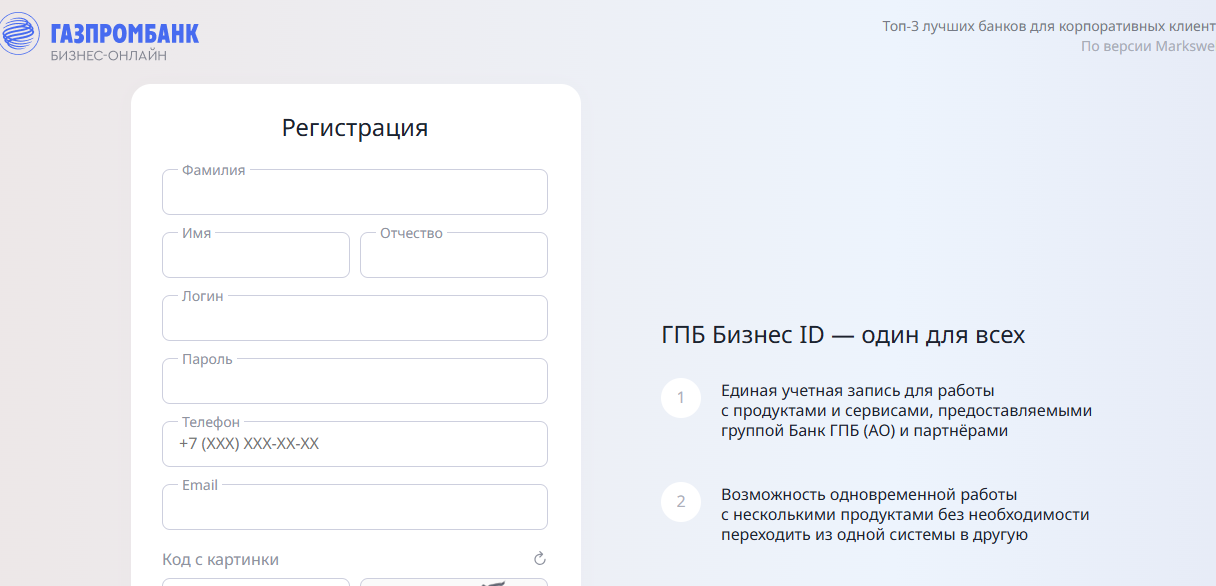 ГАЗПРОМБАНК
БИЗНЕС-ОНЛАЙН
Топ-3 лучших банков для корпоративных клиент
По версии Markswe
Регистрация
Фамилия
Имя
Отчество
Логин
Пароль
Телефон
+7 (XXX) XXX-XX-XX
Email
Код с картинки
ГПБ Бизнес ID — один для всех
1
Единая учетная запись для работы
с продуктами и сервисами, предоставляемыми
группой Банк ГПБ (АО) и партнёрами
2
Возможность одновременной работы
с несколькими продуктами без необходимости
переходить из одной системы в другую